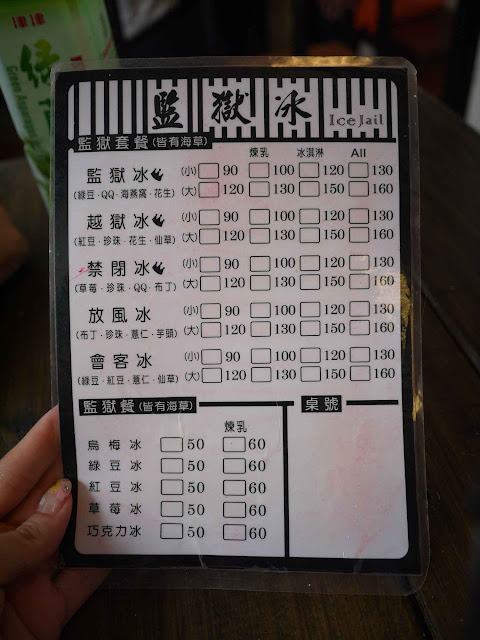 津津
綠
Green Asparagus
監獄冰 Ice Jail
監獄套餐(皆有海草)
煉乳 冰淇淋 All
監獄冰 (小) 90 100 120 130
(綠豆·QQ·海燕窩·花生) (大) 120 130 150 160
越獄冰 (小) 90 100 120 130
(紅豆·珍珠·花生·仙草) (大) 120 130 150 160
禁閉冰 (小) 90 100 120 130
(草莓·珍珠·QQ·布丁) (大) 120 130 150 160
放風冰 (小) 90 100 120 130
(布丁·珍珠·薏仁·芋頭) (大) 120 130 150 160
會客冰 (小) 90 100 120 130
(綠豆·紅豆·薏仁·仙草) (大) 120 130 150 160
監獄餐(皆有海草)
煉乳
烏梅冰 50 60
綠豆冰 50 60
紅豆冰 50 60
草莓冰 50 60
巧克力冰 50 60
桌號